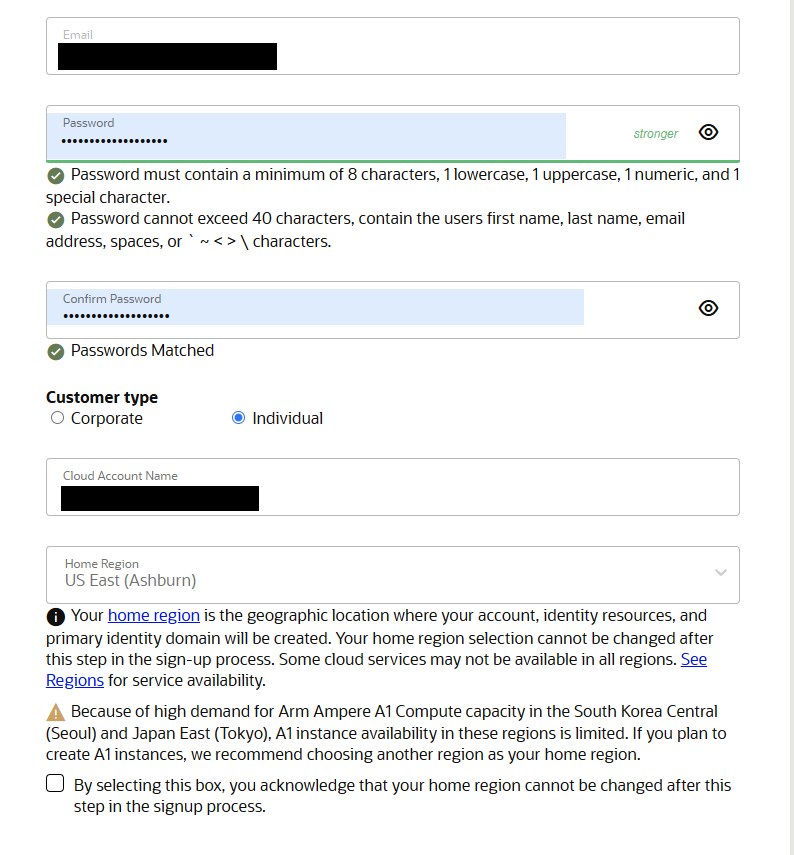 Email
Password
••••••••••••••••••• stronger
Password must contain a minimum of 8 characters, 1 lowercase, 1 uppercase, 1 numeric, and 1
special character.
Password cannot exceed 40 characters, contain the users first name, last name, email
address, spaces, or ` ~ < > \ characters.
Confirm Password
•••••••••••••••••••
Passwords Matched
Customer type
Corporate Individual
Cloud Account Name
Home Region
US East (Ashburn)
Your home region is the geographic location where your account, identity resources, and
primary identity domain will be created. Your home region selection cannot be changed after
this step in the sign-up process. Some cloud services may not be available in all regions. See
Regions for service availability.
Because of high demand for Arm Ampere A1 Compute capacity in the South Korea Central
(Seoul) and Japan East (Tokyo), A1 instance availability in these regions is limited. If you plan to
create A1 instances, we recommend choosing another region as your home region.
By selecting this box, you acknowledge that your home region cannot be changed after this
step in the signup process.